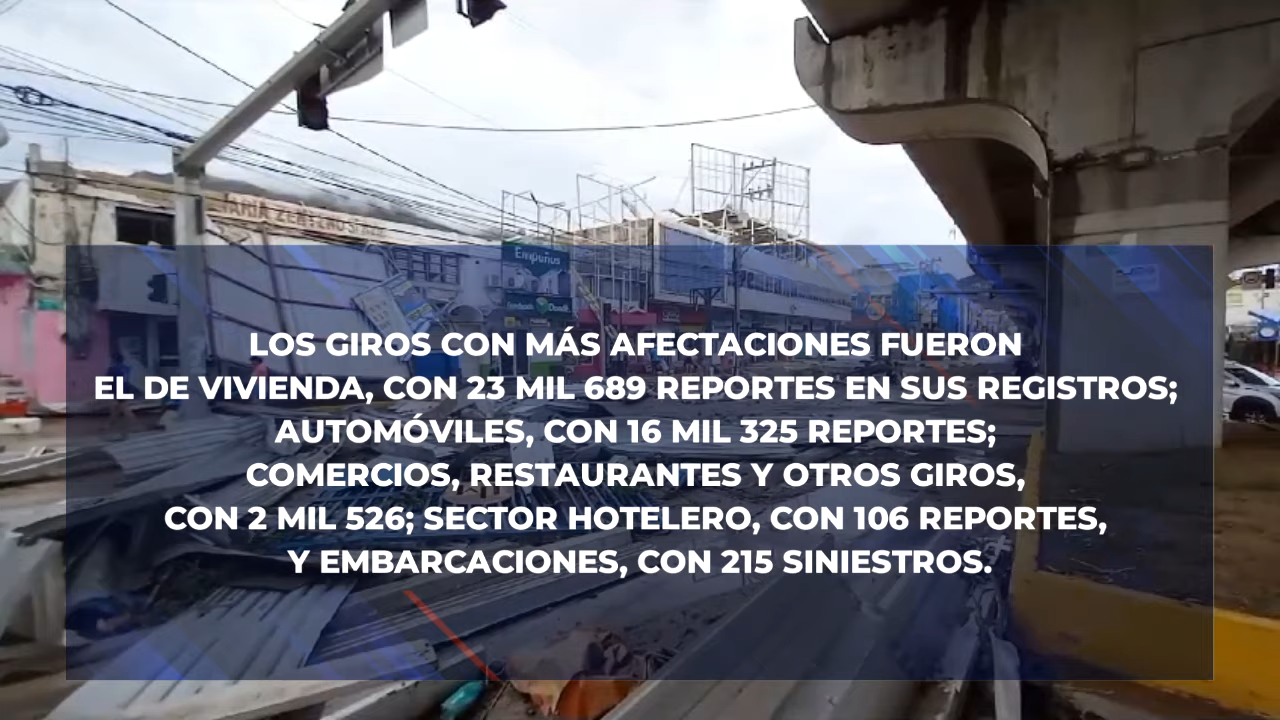 Empuños
LOS GIROS CON MÁS AFECTACIONES FUERON
EL DE VIVIENDA, CON 23 MIL 689 REPORTES EN SUS REGISTROS;
AUTOMÓVILES, CON 16 MIL 325 REPORTES;
COMERCIOS, RESTAURANTES Y OTROS GIROS,
CON 2 MIL 526; SECTOR HOTELERO, CON 106 REPORTES,
Y EMBARCACIONES, CON 215 SINIESTROS.